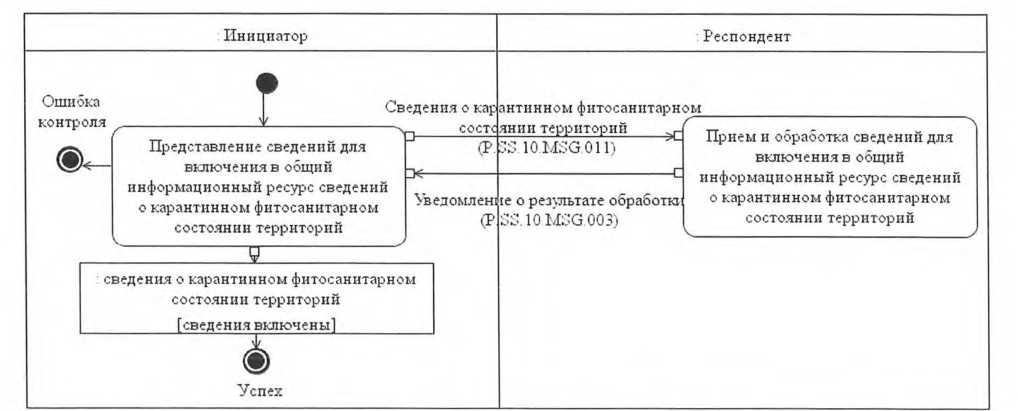 : Инициатор
: Респондент
Ошибка
контроля
Представление сведений для
включения в общий
информационный ресурс сведений
о карантинном фитосанитарном
состоянии территорий
Сведения о карантинном фитосанитарном
состоянии территорий
(P.SS.10.MSG.011)
Уведомление о результате обработки
(P.SS.10.MSG.003)
Прием и обработка сведений для
включения в общий
информационный ресурс сведений
о карантинном фитосанитарном
состоянии территорий
: сведения о карантинном фитосанитарном
состоянии территорий
[сведения включены]
Успех